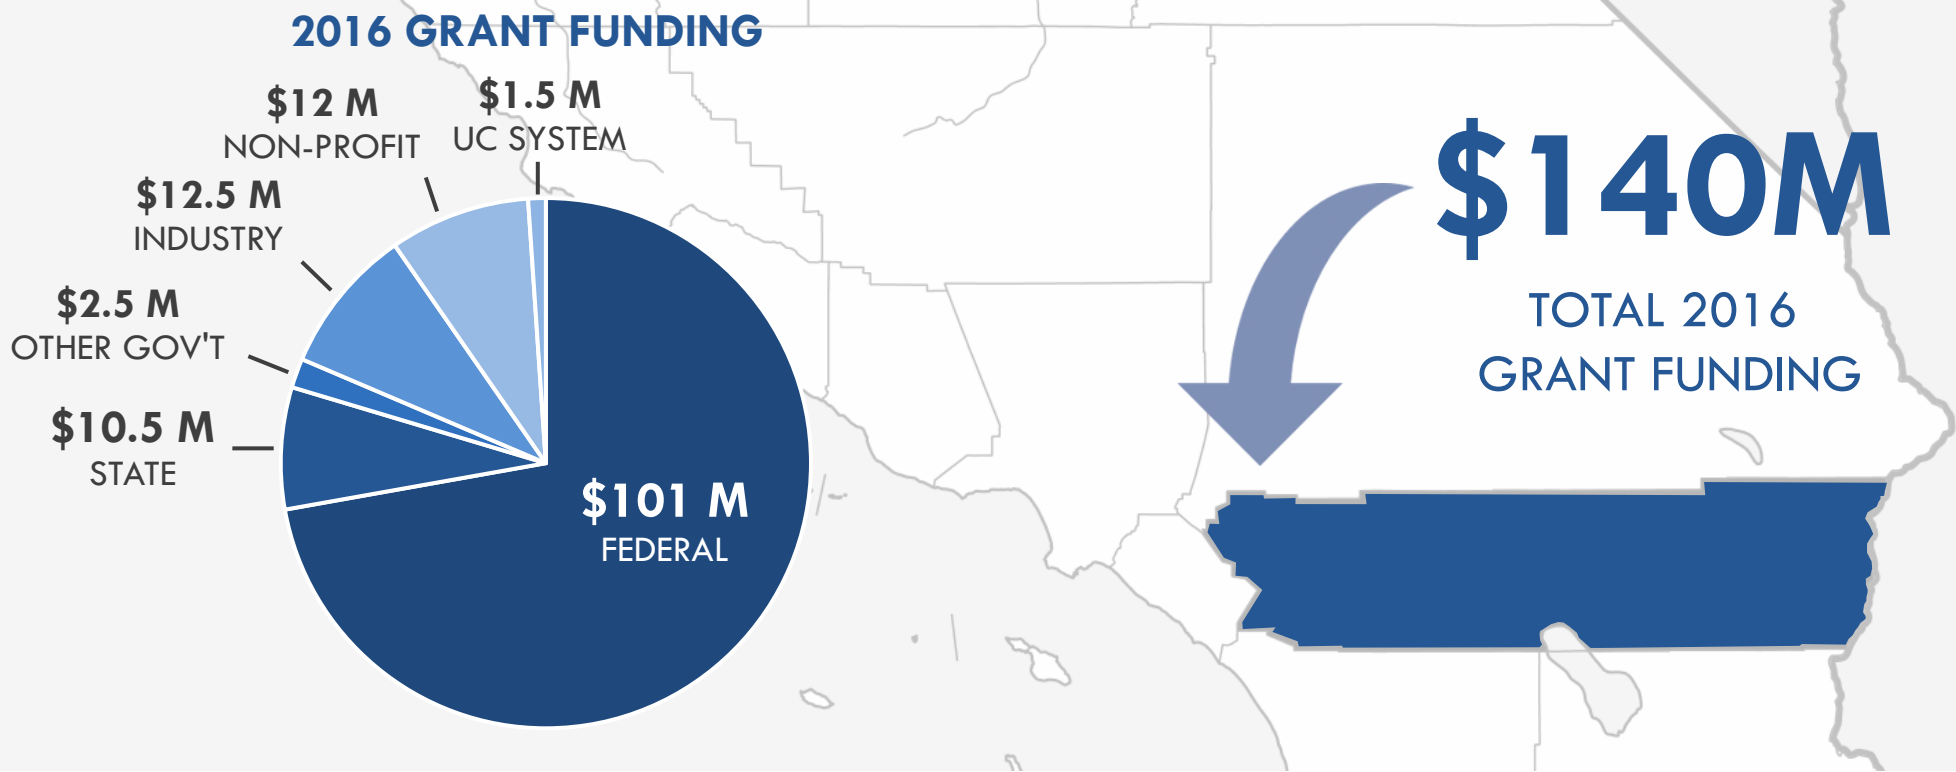 2016 GRANT FUNDING
$12 M
NON-PROFIT
$1.5 M
UC SYSTEM
$12.5 M
INDUSTRY
$2.5 M
OTHER GOV'T
$10.5 M
STATE
$101 M
FEDERAL
$140M
TOTAL 2016
GRANT FUNDING